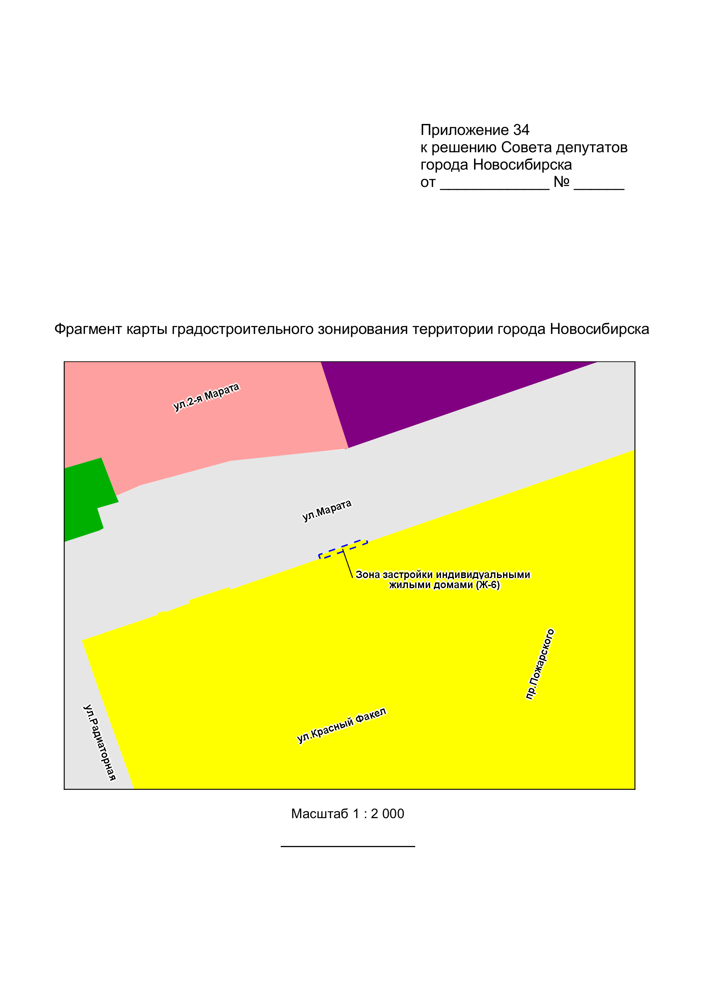 Приложение 34
к решению Совета депутатов
города Новосибирска
от _____________ № ______
Фрагмент карты градостроительного зонирования территории города Новосибирска
ул.2-я Марата
ул.Марата
Зона застройки индивидуальными
жилыми домами (Ж-6)
пр.Пожарского
ул.Красный Факел
ул.Радиаторная
Масштаб 1 : 2 000